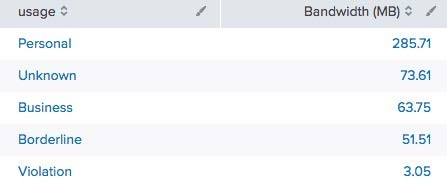 usage Bandwidth (MB)
Personal 285.71
Unknown 73.61
Business 63.75
Borderline 51.51
Violation 3.05